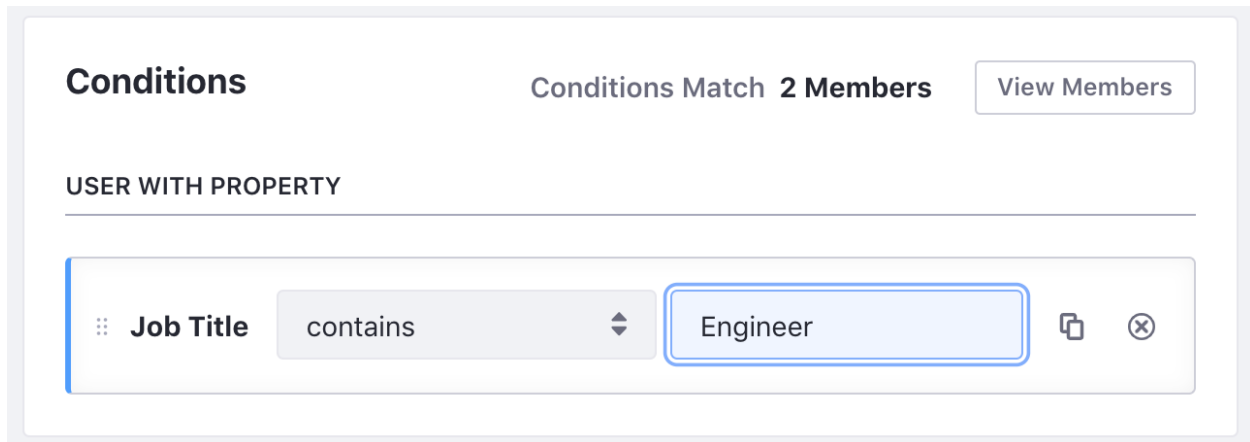 Conditions
Conditions Match 2 Members
View Members
USER WITH PROPERTY
Job Title
contains
Engineer